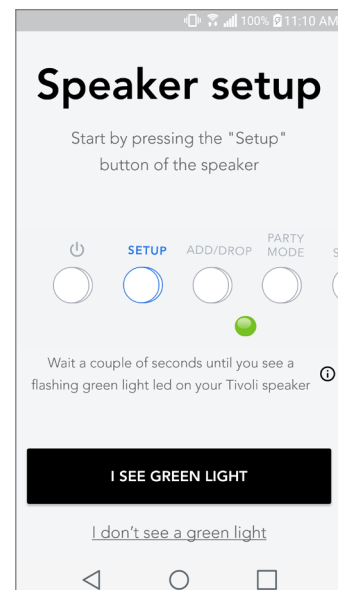 100% 11:10 AM
Speaker setup
Start by pressing the "Setup"
button of the speaker
SETUP
ADD/DROP
PARTY
MODE
S
Wait a couple of seconds until you see a
flashing green light led on your Tivoli speaker
I SEE GREEN LIGHT
I don't see a green light